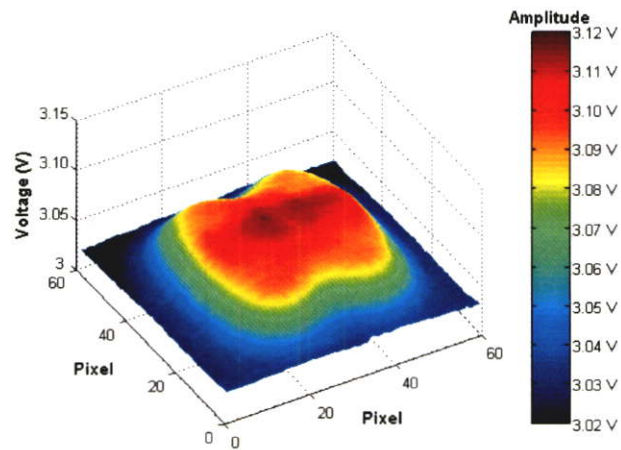 Amplitude
3.12 V
3.11 V
3.10 V
3.09 V
3.08 V
3.07 V
3.06 V
3.05 V
3.04 V
3.03 V
3.02 V
Voltage (V)
3.15
3.10
3.05
3
60
40
20
0
Pixel
0
20
40
60
Pixel